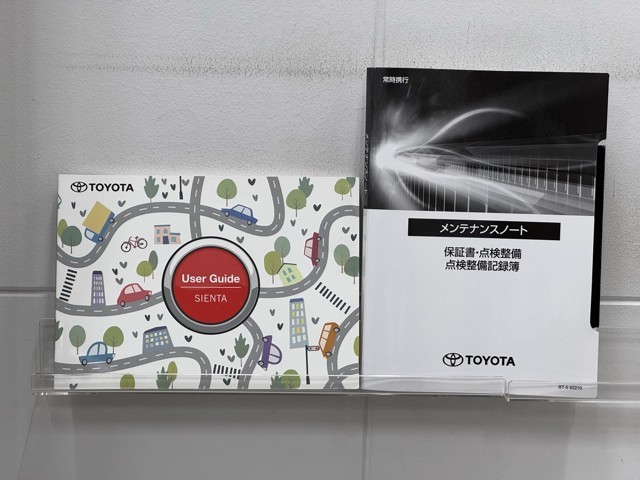 TOYOTA
User Guide
SIENTA
常時携行
メンテナンスノート
保証書・点検整備
点検整備記録簿
TOYOTA